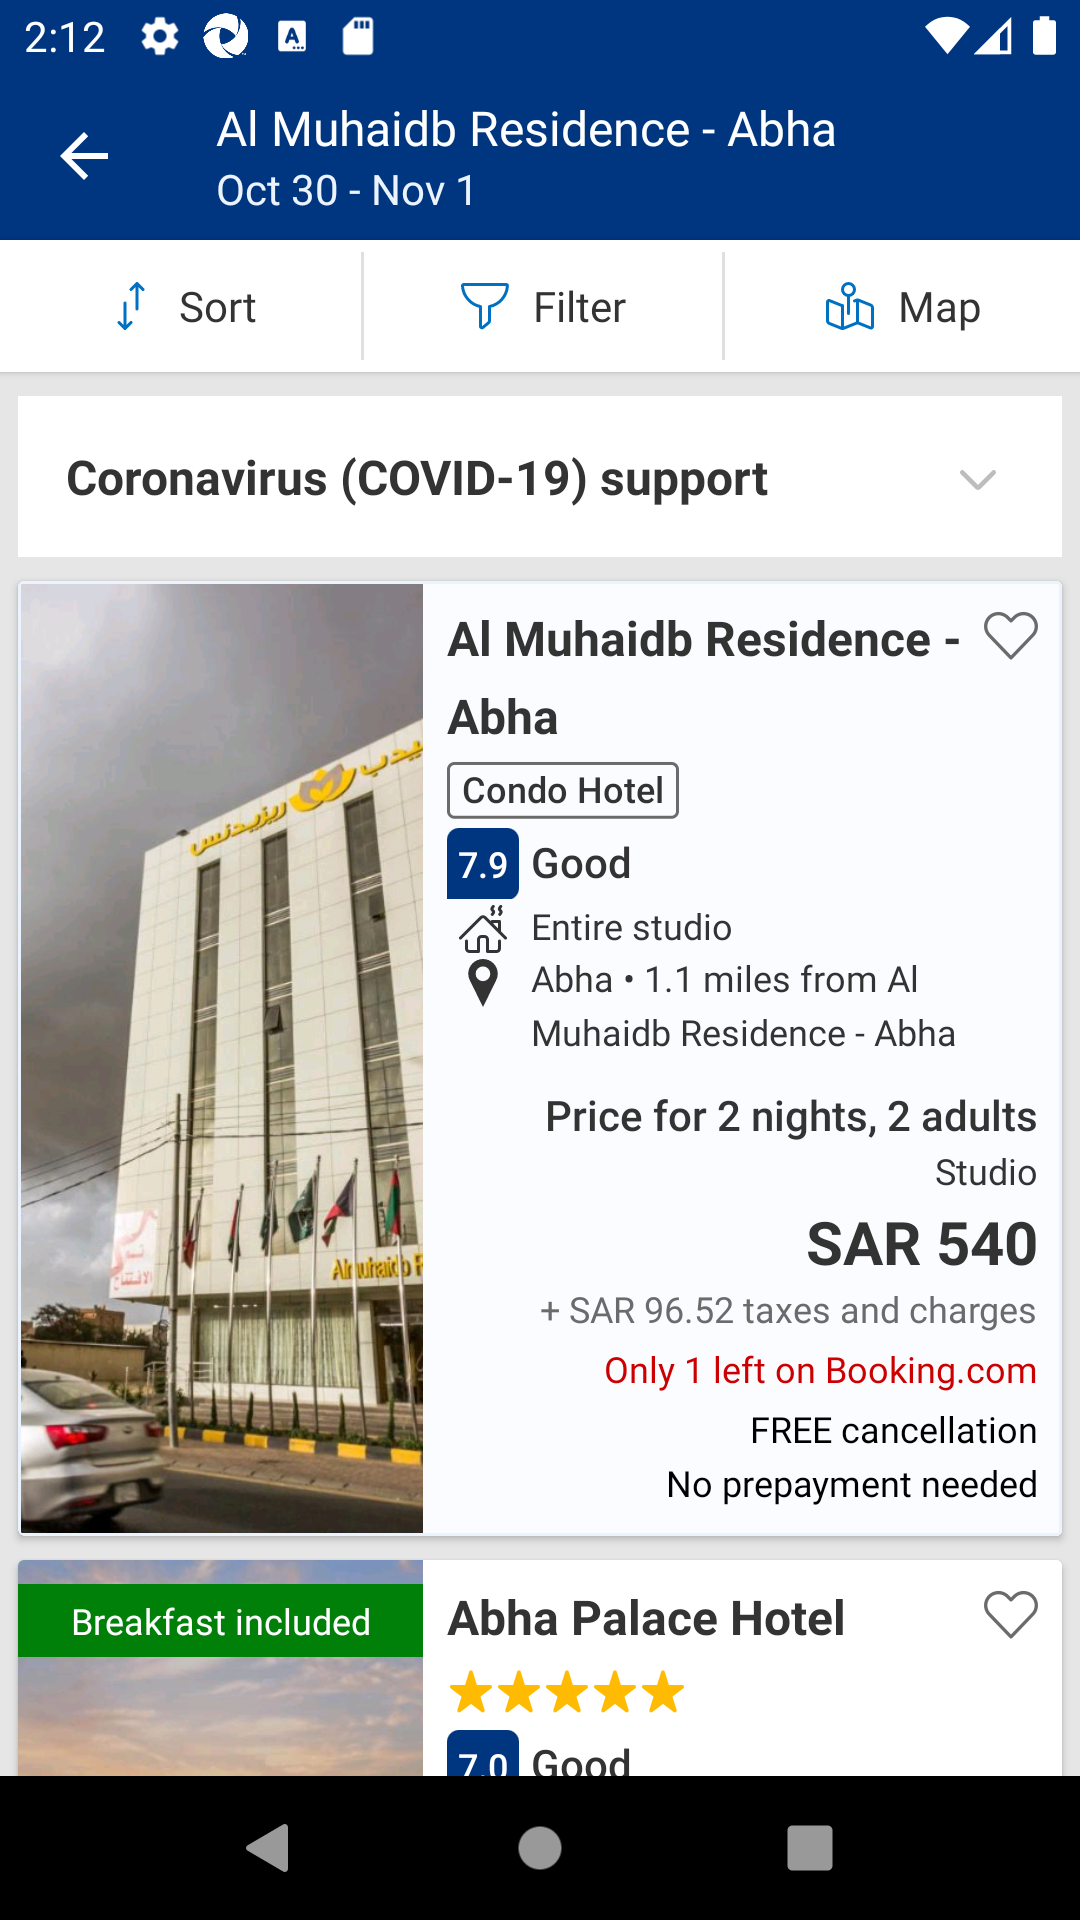 2:12
Al Muhaidb Residence - Abha
Oct 30 - Nov 1
Sort
Filter
Map
Coronavirus (COVID-19) support
Al Muhaidb Residence -
Abha
Condo Hotel
7.9 Good
Entire studio
Abha • 1.1 miles from Al
Muhaidb Residence - Abha
Price for 2 nights, 2 adults
Studio
SAR 540
+ SAR 96.52 taxes and charges
Only 1 left on Booking.com
FREE cancellation
No prepayment needed
ريزيدنس
Breakfast included
Abha Palace Hotel
7.0 Good